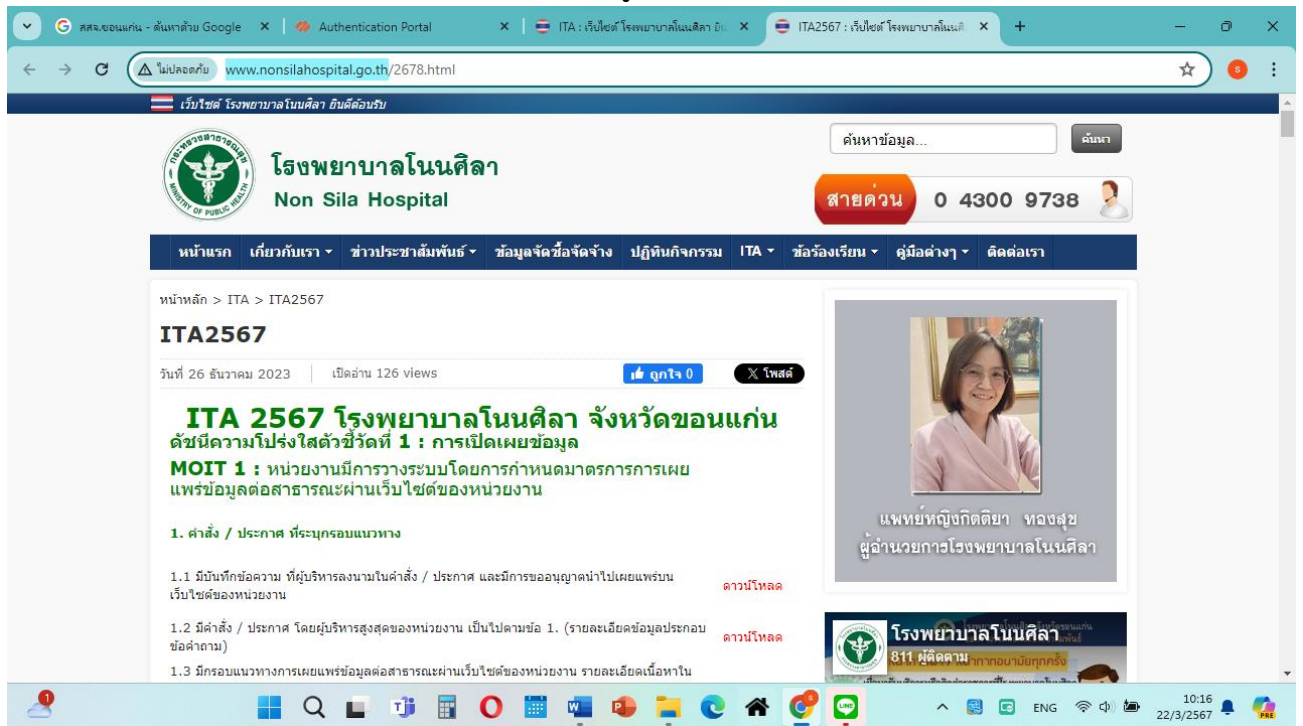 สสจ.ขอนแก่น - ค้นหาด้วย Google
Authentication Portal
ITA : เว็บไซต์ โรงพยาบาลโนนศิลา ยิน
ITA2567 : เว็บไซต์ โรงพยาบาลโนนศิ
ไม่ปลอดภัย
www.nonsilahospital.go.th/2678.html
S
เว็บไซต์ โรงพยาบาลโนนศิลา ยินดีต้อนรับ
กระทรวงสาธารณสุข
MINISTRY OF PUBLIC HEALTH
โรงพยาบาลโนนศิลา
Non Sila Hospital
ค้นหาข้อมูล...
ค้นหา
สายด่วน 0 4300 9738
หน้าแรก เกี่ยวกับเรา ข่าวประชาสัมพันธ์ ข้อมูลจัดซื้อจัดจ้าง ปฏิทินกิจกรรม ITA ข้อร้องเรียน คู่มือต่างๆ ติดต่อเรา
หน้าหลัก > ITA > ITA2567
ITA2567
วันที่ 26 ธันวาคม 2023 เปิดอ่าน 126 views
ถูกใจ 0
โพสต์
ITA 2567 โรงพยาบาลโนนศิลา จังหวัดขอนแก่น
ดัชนีความโปร่งใสตัวชี้วัดที่ 1 : การเปิดเผยข้อมูล
MOIT 1 : หน่วยงานมีการวางระบบโดยการกำหนดมาตรการการเผย
แพร่ข้อมูลต่อสาธารณะผ่านเว็บไซต์ของหน่วยงาน
1. คำสั่ง / ประกาศ ที่ระบุกรอบแนวทาง
1.1 มีบันทึกข้อความ ที่ผู้บริหารลงนามในคำสั่ง / ประกาศ และมีการขออนุญาตนำไปเผยแพร่บน
เว็บไซต์ของหน่วยงาน
ดาวน์โหลด
1.2 มีคำสั่ง / ประกาศ โดยผู้บริหารสูงสุดของหน่วยงาน เป็นไปตามข้อ 1. (รายละเอียดข้อมูลประกอบ
ข้อคำถาม)
ดาวน์โหลด
1.3 มีกรอบแนวทางการเผยแพร่ข้อมูลต่อสาธารณะผ่านเว็บไซต์ของหน่วยงาน รายละเอียดเนื้อหาใน
แพทย์หญิงกิตติยา ทองสุข
ผู้อำนวยการโรงพยาบาลโนนศิลา
โรงพยาบาลโนนศิลา
811 ผู้ติดตาม
1
LINE
ENG
10:16
22/3/2567
PRE